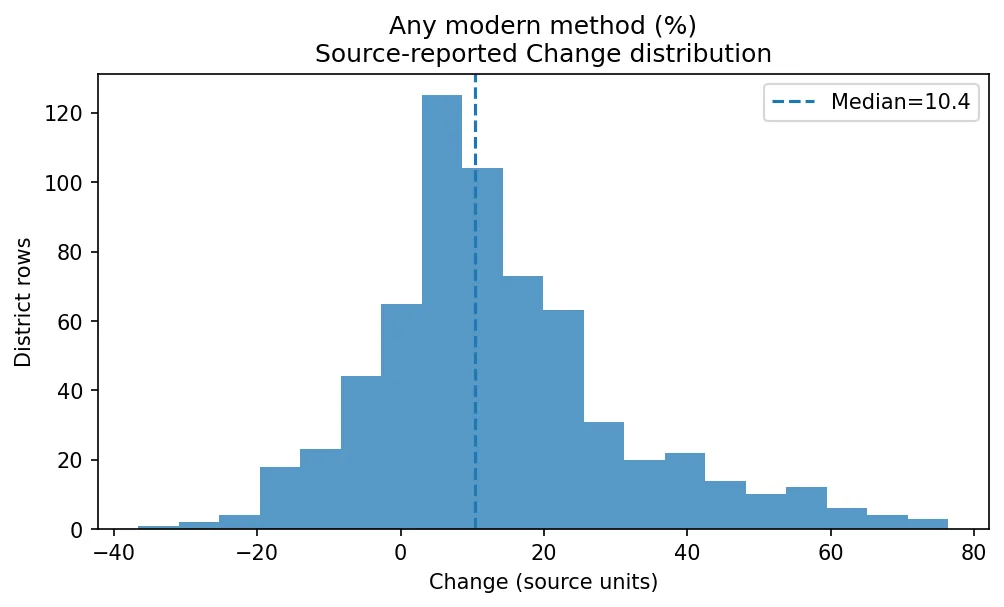 Any modern method (%)
Source-reported Change distribution
Median=10.4
120
100
80
60
40
20
0
District rows
−40
−20
0
20
40
60
80
Change (source units)